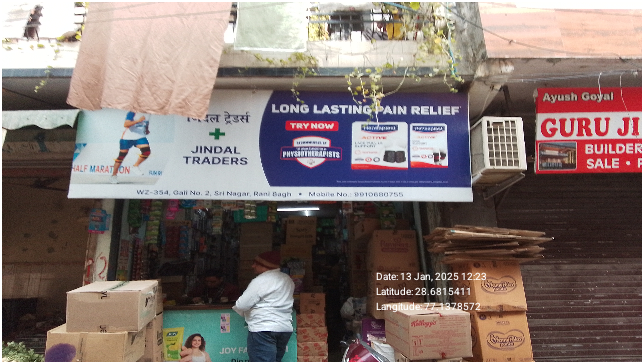 LONG LASTING PAIN RELIEF
TRY NOW
PHYSIOTHERAPISTS
ट्रेडर्स
JINDAL
TRADERS
HALF MARATHON
WZ-354, Gali No. 2, Sri Nagar, Rani Bagh • Mobile No.: 9910680755
Ayush Goyal
GURU JI
BUILDER
SALE •
Date: 13 Jan, 2025 12:23
Latitude: 28.6815411
Langitude: 77.1378572
Kellogg's
JOY